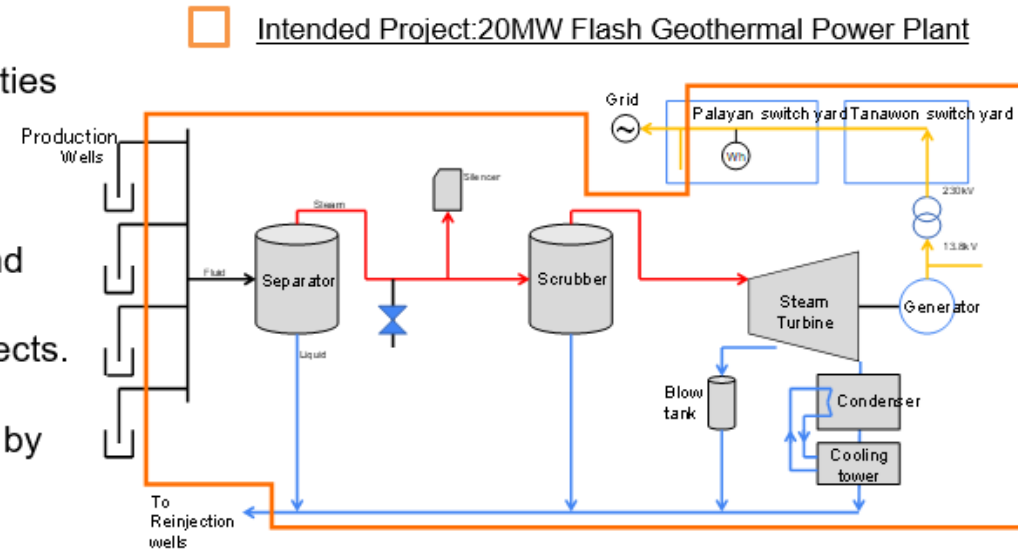 Intended Project:20MW Flash Geothermal Power Plant
ties
nd
ects.
by
Grid
Palayan switch yard
Tanawon switch yard
Wh
Production
Wells
Silencer
Steam
230kV
13.8kV
Fluid
Separator
Scrubber
Steam
Turbine
Generator
Liquid
Blow
tank
Condenser
Cooling
tower
To
Reinjection
wells